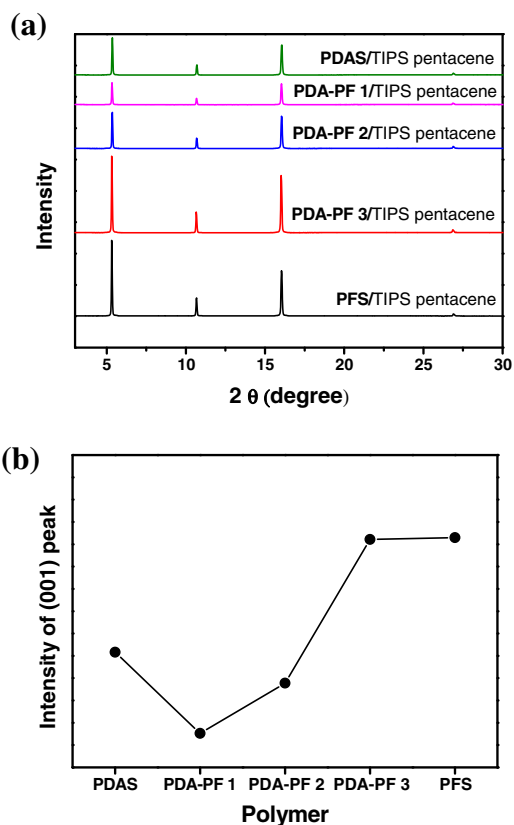 (a)
PDAS/TIPS pentacene
PDA-PF 1/TIPS pentacene
PDA-PF 2/TIPS pentacene
PDA-PF 3/TIPS pentacene
PFS/TIPS pentacene
Intensity
5 10 15 20 25 30
2 θ (degree)
(b)
Intensity of (001) peak
PDAS PDA-PF 1 PDA-PF 2 PDA-PF 3 PFS
Polymer